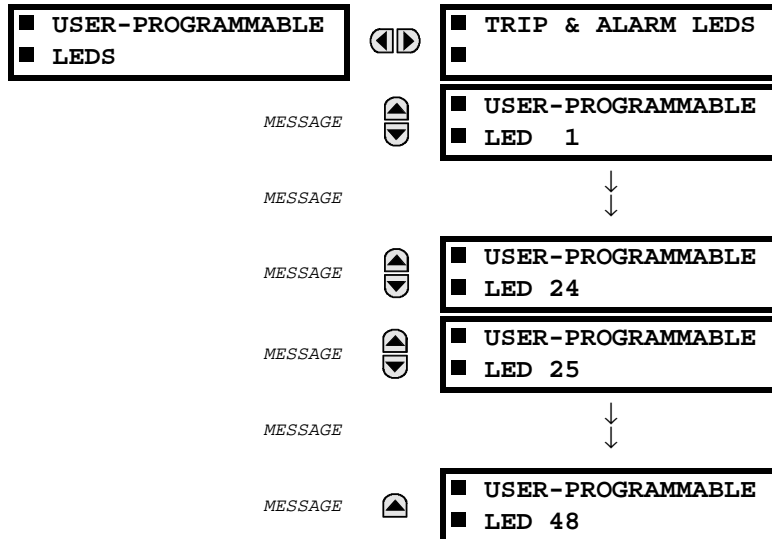 ■ USER-PROGRAMMABLE
■ LEDS
■ TRIP & ALARM LEDS
■
MESSAGE
■ USER-PROGRAMMABLE
■ LED 1
MESSAGE
↓
↓
MESSAGE
■ USER-PROGRAMMABLE
■ LED 24
MESSAGE
■ USER-PROGRAMMABLE
■ LED 25
MESSAGE
↓
↓
MESSAGE
■ USER-PROGRAMMABLE
■ LED 48